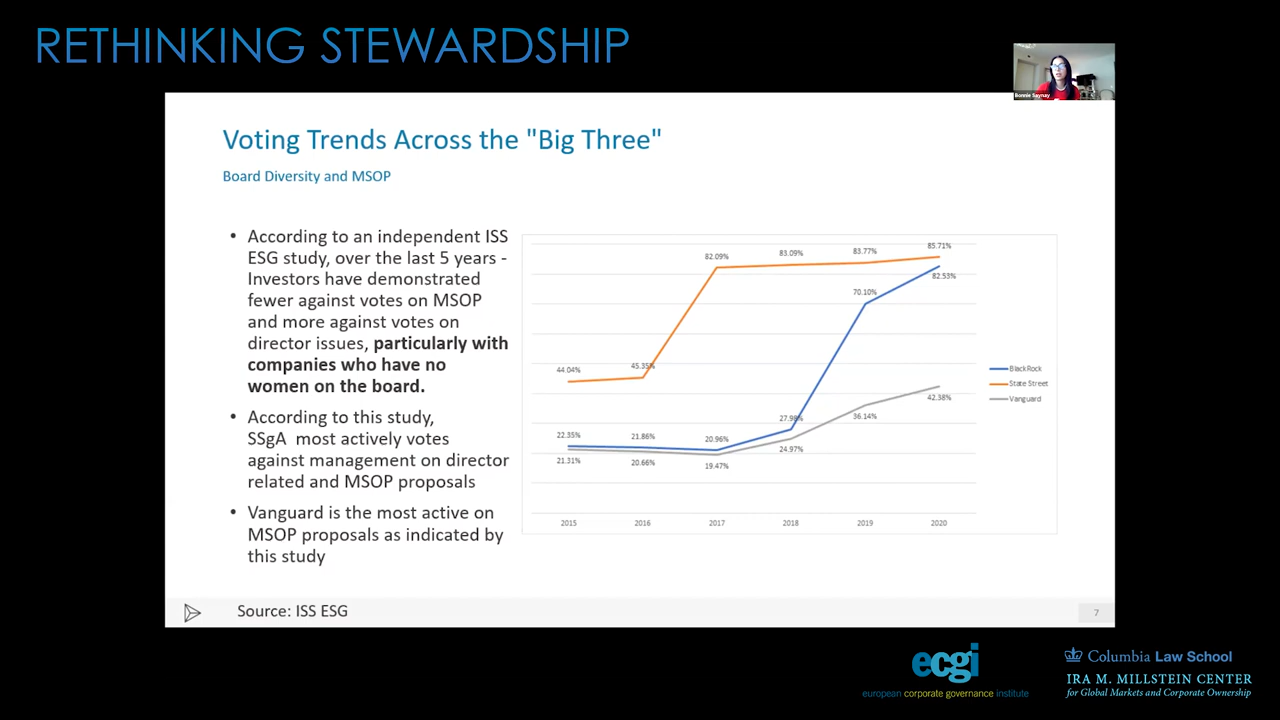 RETHINKING STEWARDSHIP
Bonnie Saynay
Voting Trends Across the "Big Three"
Board Diversity and MSOP
• According to an independent ISS
ESG study, over the last 5 years -
Investors have demonstrated
fewer against votes on MSOP
and more against votes on
director issues, particularly with
companies who have no
women on the board.
• According to this study,
SSgA most actively votes
against management on director
related and MSOP proposals
• Vanguard is the most active on
MSOP proposals as indicated by
this study
85.71%
82.09%
83.09%
83.77%
82.53%
70.10%
44.04%
45.35%
22.35%
21.86%
20.96%
27.98%
36.14%
42.38%
21.31%
20.66%
19.47%
24.97%
BlackRock
State Street
Vanguard
2015 2016 2017 2018 2019 2020
Source: ISS ESG
7
ecgi
european corporate governance institute
Columbia Law School
IRA M. MILLSTEIN CENTER
for Global Markets and Corporate Ownership